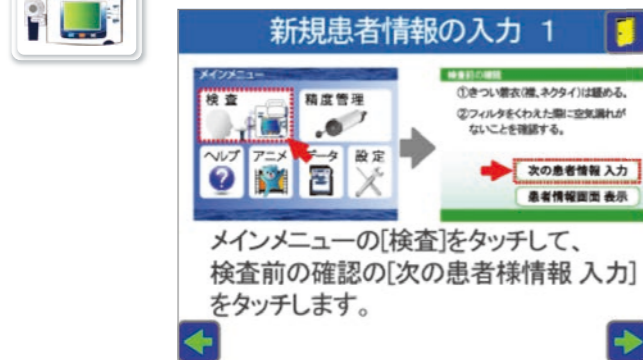 新規患者情報の入力 1
メインメニュー
検査
精度管理
ヘルプ
アニメ
データ
設定
検査前の確認
①きつい着衣(襟、ネクタイ)は緩める。
②フィルタをくわえた際に空気漏れが
ないことを確認する。
次の患者情報 入力
患者情報画面 表示
メインメニューの[検査]をタッチして、
検査前の確認の[次の患者様情報 入力]
をタッチします。